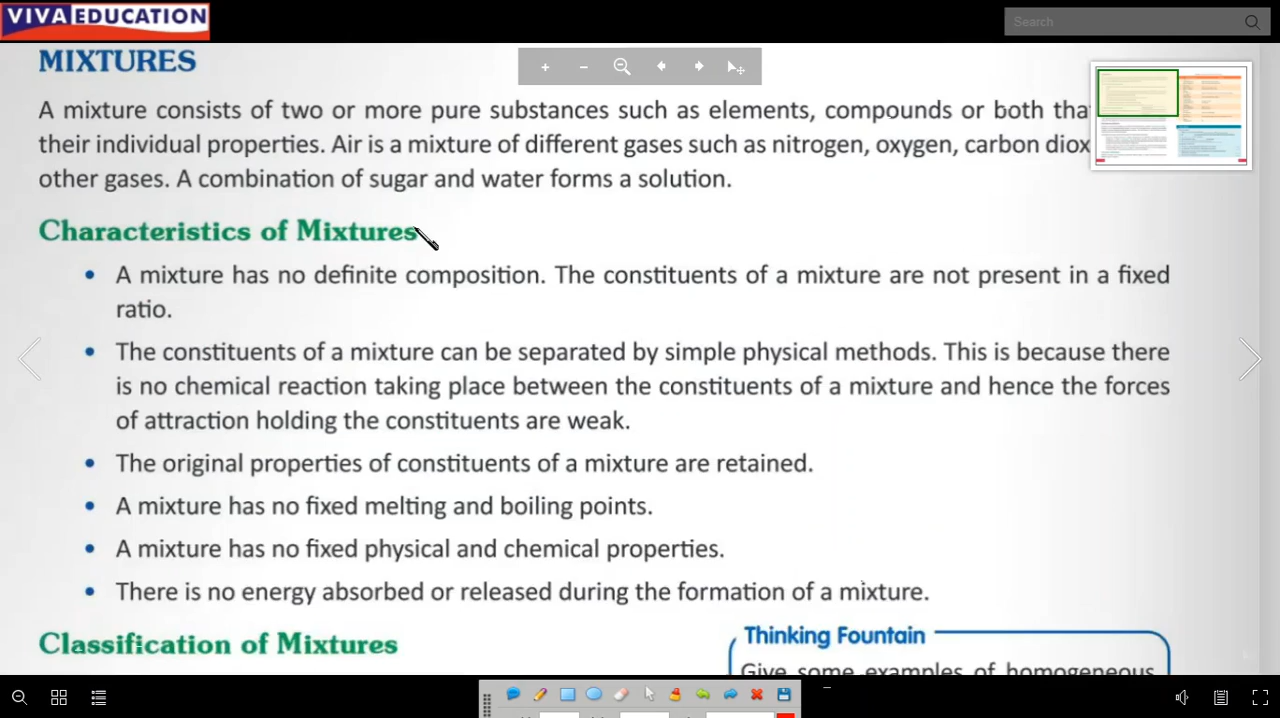 VIVA EDUCATION
Search
MIXTURES
A mixture consists of two or more pure substances such as elements, compounds or both
their individual properties. Air is a mixture of different gases such as nitrogen, oxygen, carbon
other gases. A combination of sugar and water forms a solution.
Characteristics of Mixtures
• A mixture has no definite composition. The constituents of a mixture are not present in a fixed
ratio.
• The constituents of a mixture can be separated by simple physical methods. This is because there
is no chemical reaction taking place between the constituents of a mixture and hence the forces
of attraction holding the constituents are weak.
• The original properties of constituents of a mixture are retained.
• A mixture has no fixed melting and boiling points.
• A mixture has no fixed physical and chemical properties.
• There is no energy absorbed or released during the formation of a mixture.
Classification of Mixtures
Thinking Fountain
Give some examples of homogeneous